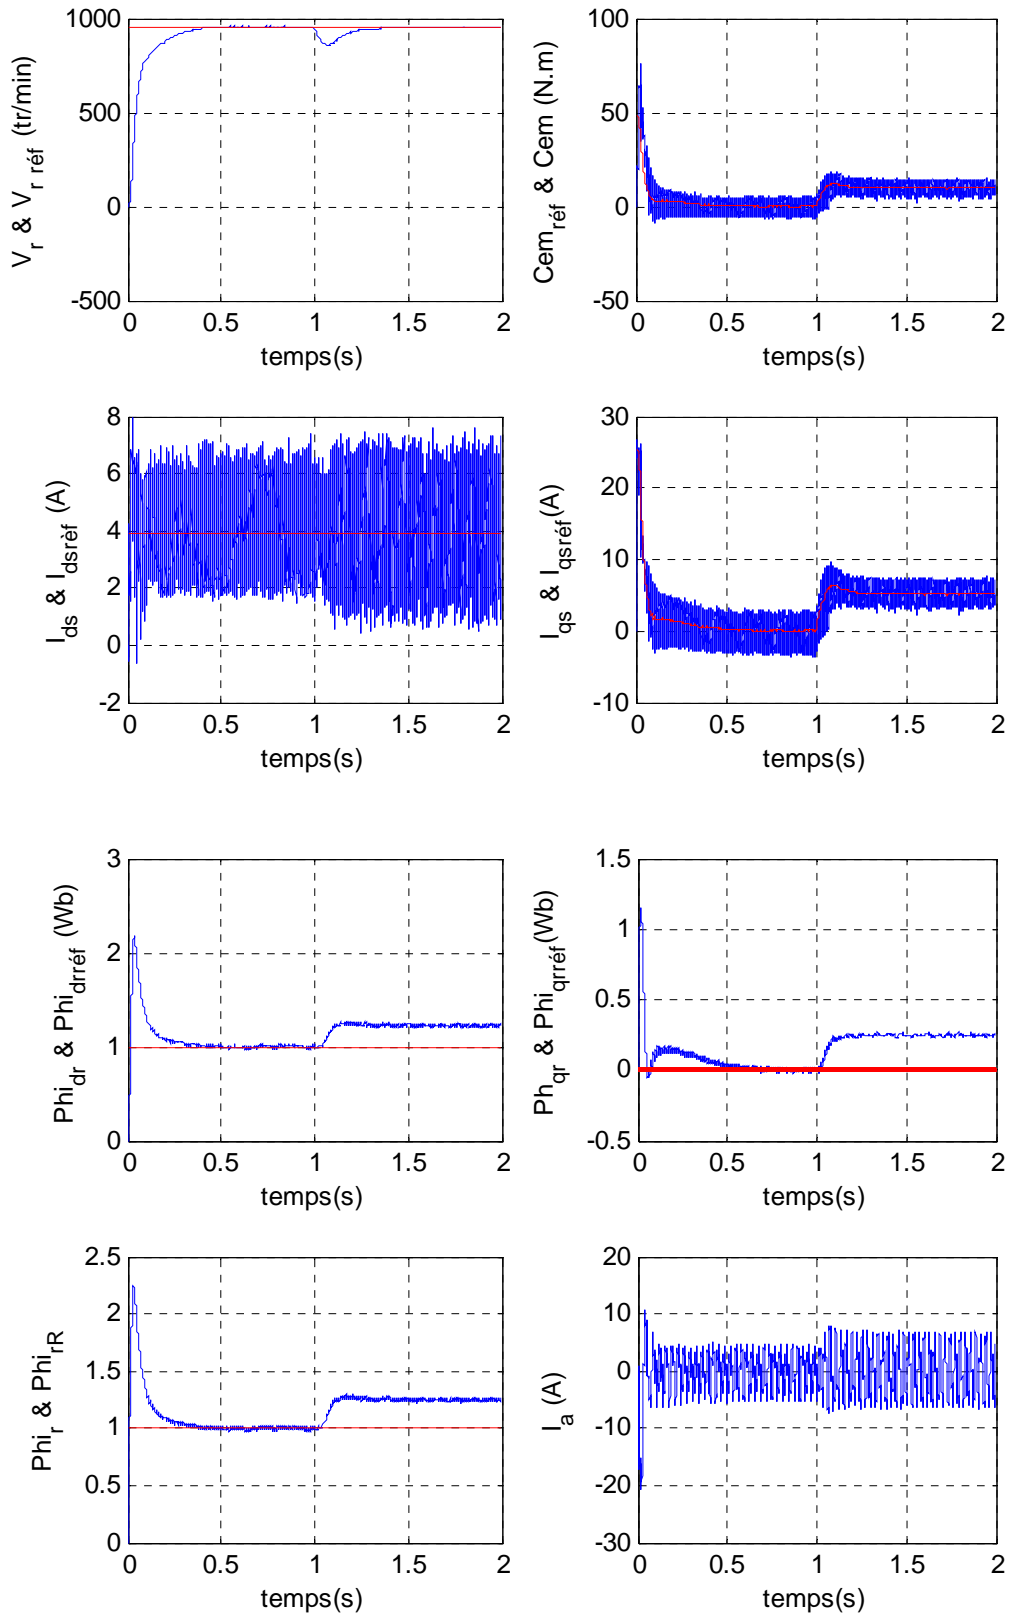 1000
500
0
-500
0 0.5 1 1.5 2
temps(s)
V_r & V_r réf (tr/min)
100
50
0
-50
0 0.5 1 1.5 2
temps(s)
Cem_réf & Cem (N.m)
8
6
4
2
0
-2
0 0.5 1 1.5 2
temps(s)
I_ds & I_dsrèf (A)
30
20
10
0
-10
0 0.5 1 1.5 2
temps(s)
I_qs & I_qsréf(A)
3
2
1
0
0 0.5 1 1.5 2
temps(s)
Phi_dr & Phi_drréf (Wb)
1.5
1
0.5
0
-0.5
0 0.5 1 1.5 2
temps(s)
Ph_qr & Phi_qrréf(Wb)
2.5
2
1.5
1
0.5
0
0 0.5 1 1.5 2
temps(s)
Phi_r & Phi_rR
20
10
0
-10
-20
-30
0 0.5 1 1.5 2
temps(s)
I_a (A)